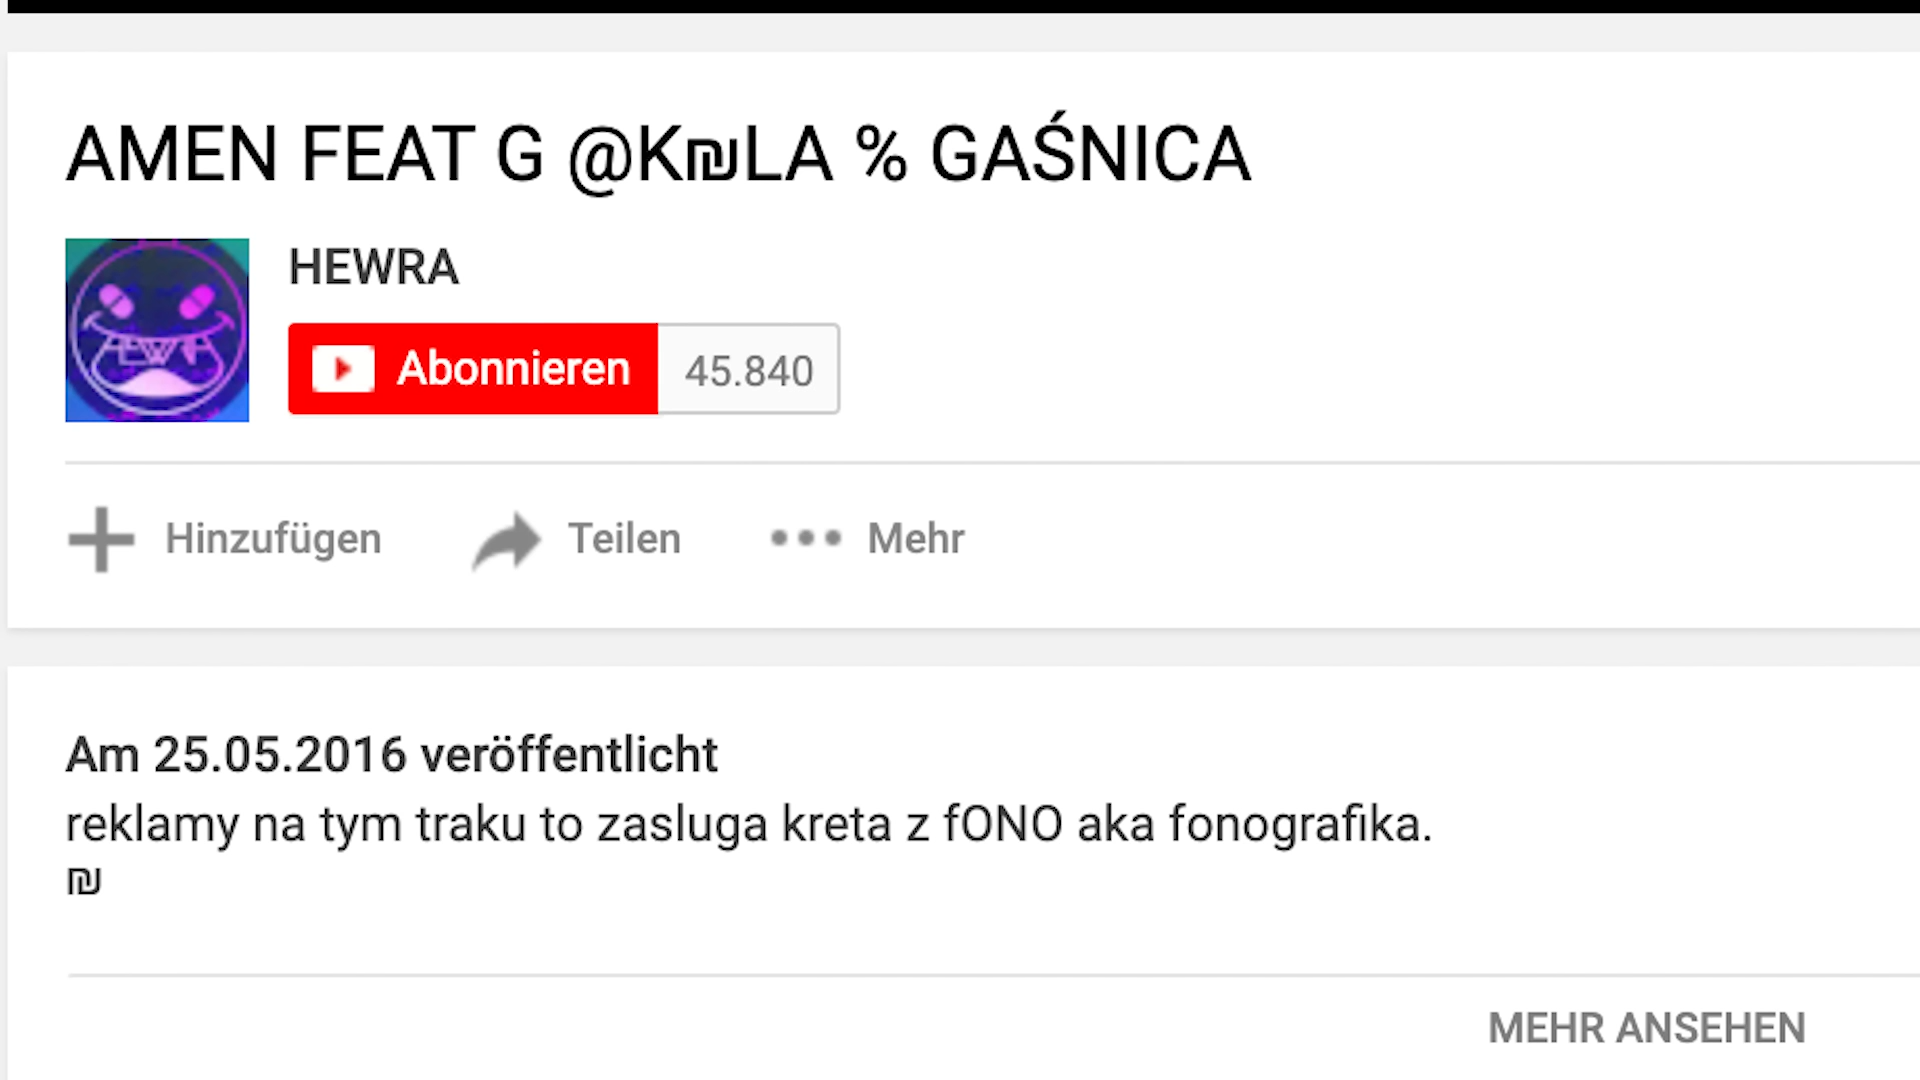 AMEN FEAT G @K₪LA % GAŚNICA
HEWRA
Abonnieren 45.840
Hinzufügen Teilen Mehr
Am 25.05.2016 veröffentlicht
reklamy na tym traku to zasluga kreta z fONO aka fonografika.
₪
MEHR ANSEHEN